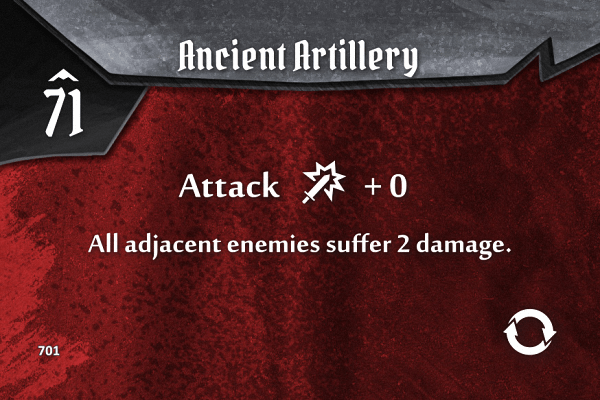 Ancient Artillery
71
Attack + 0
All adjacent enemies suffer 2 damage.
701